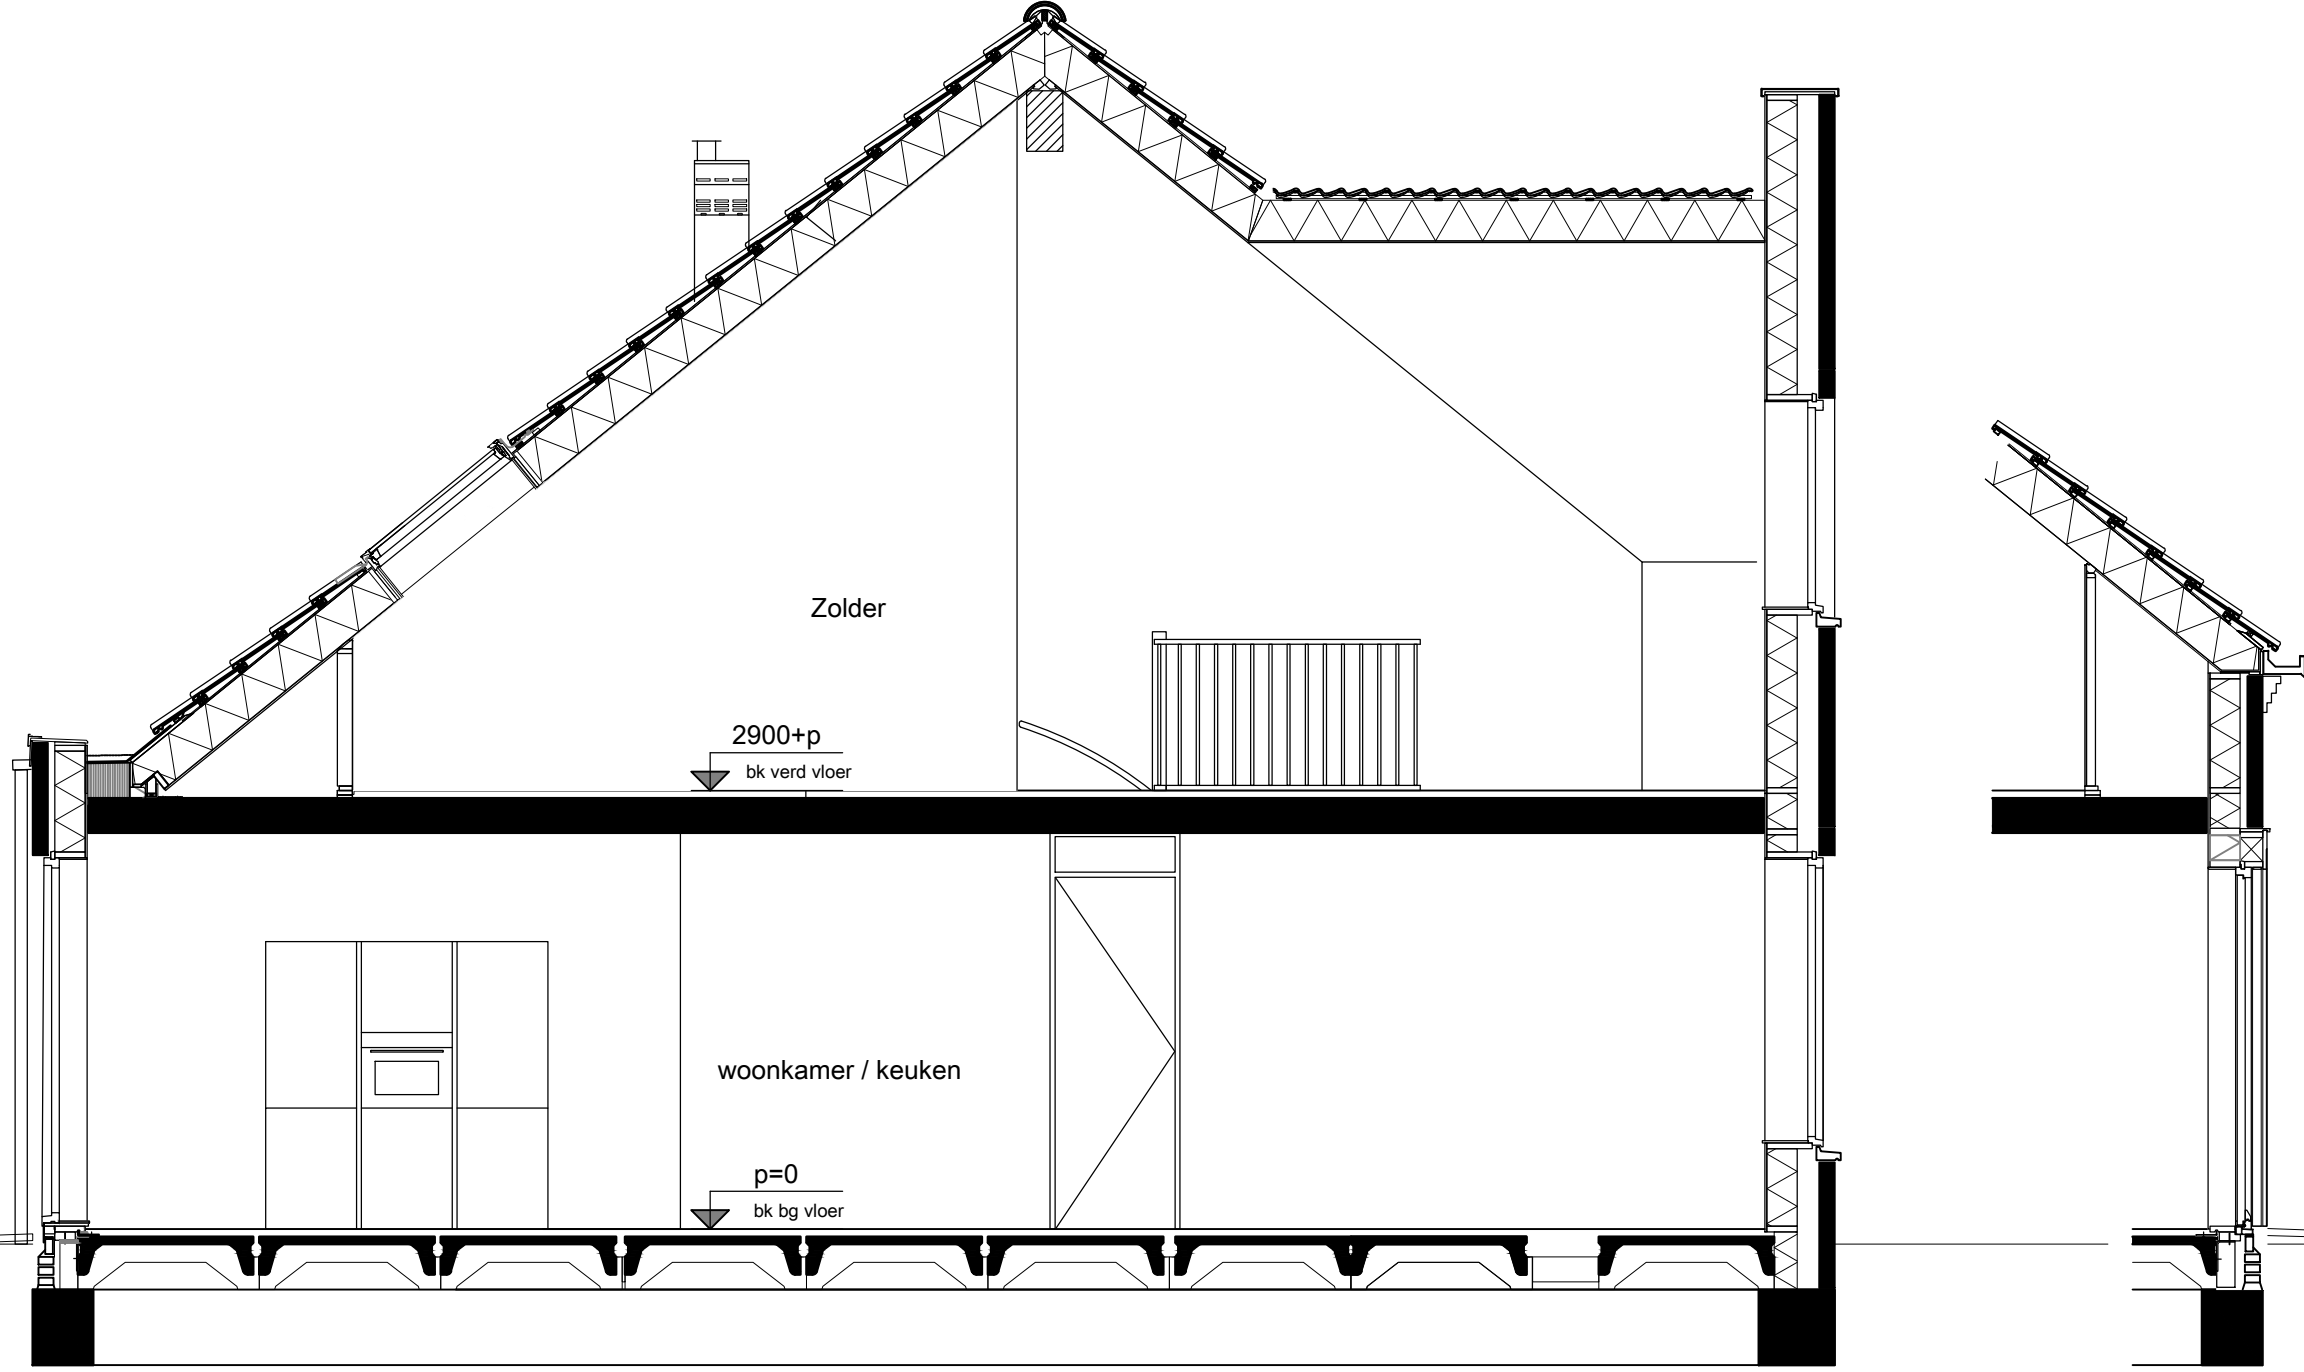 Zolder
2900+p
bk verd vloer
woonkamer / keuken
p=0
bk bg vloer